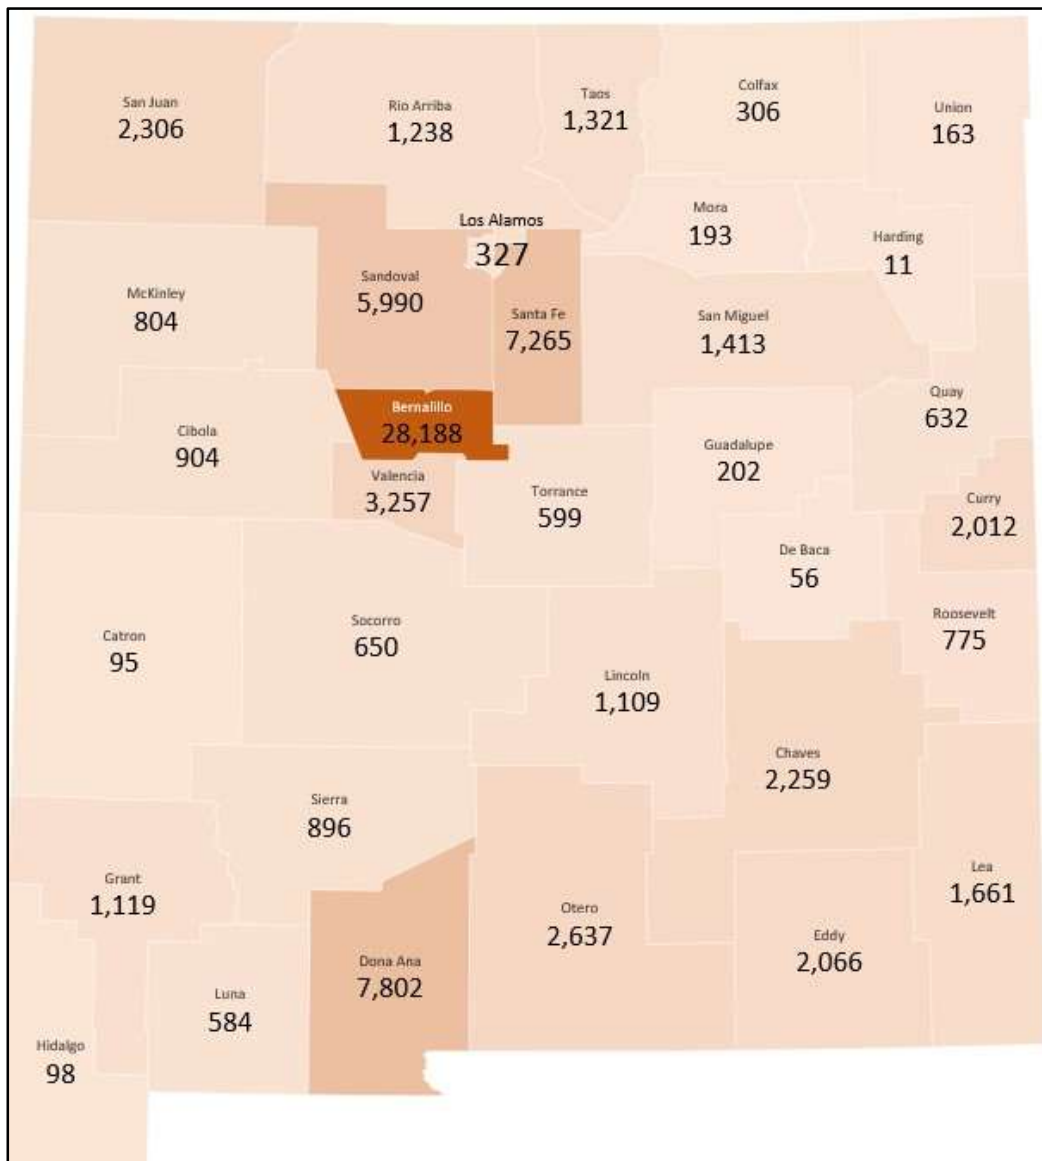 San Juan
2,306
Rio Arriba
1,238
Taos
1,321
Colfax
306
Union
163
Los Alamos
327
Mora
193
Harding
11
McKinley
804
Sandoval
5,990
Santa Fe
7,265
San Miguel
1,413
Quay
632
Cibola
904
Bernalillo
28,188
Valencia
3,257
Torrance
599
Guadalupe
202
Curry
2,012
De Baca
56
Catron
95
Socorro
650
Lincoln
1,109
Roosevelt
775
Chaves
2,259
Sierra
896
Grant
1,119
Otero
2,637
Lea
1,661
Eddy
2,066
Dona Ana
7,802
Luna
584
Hidalgo
98